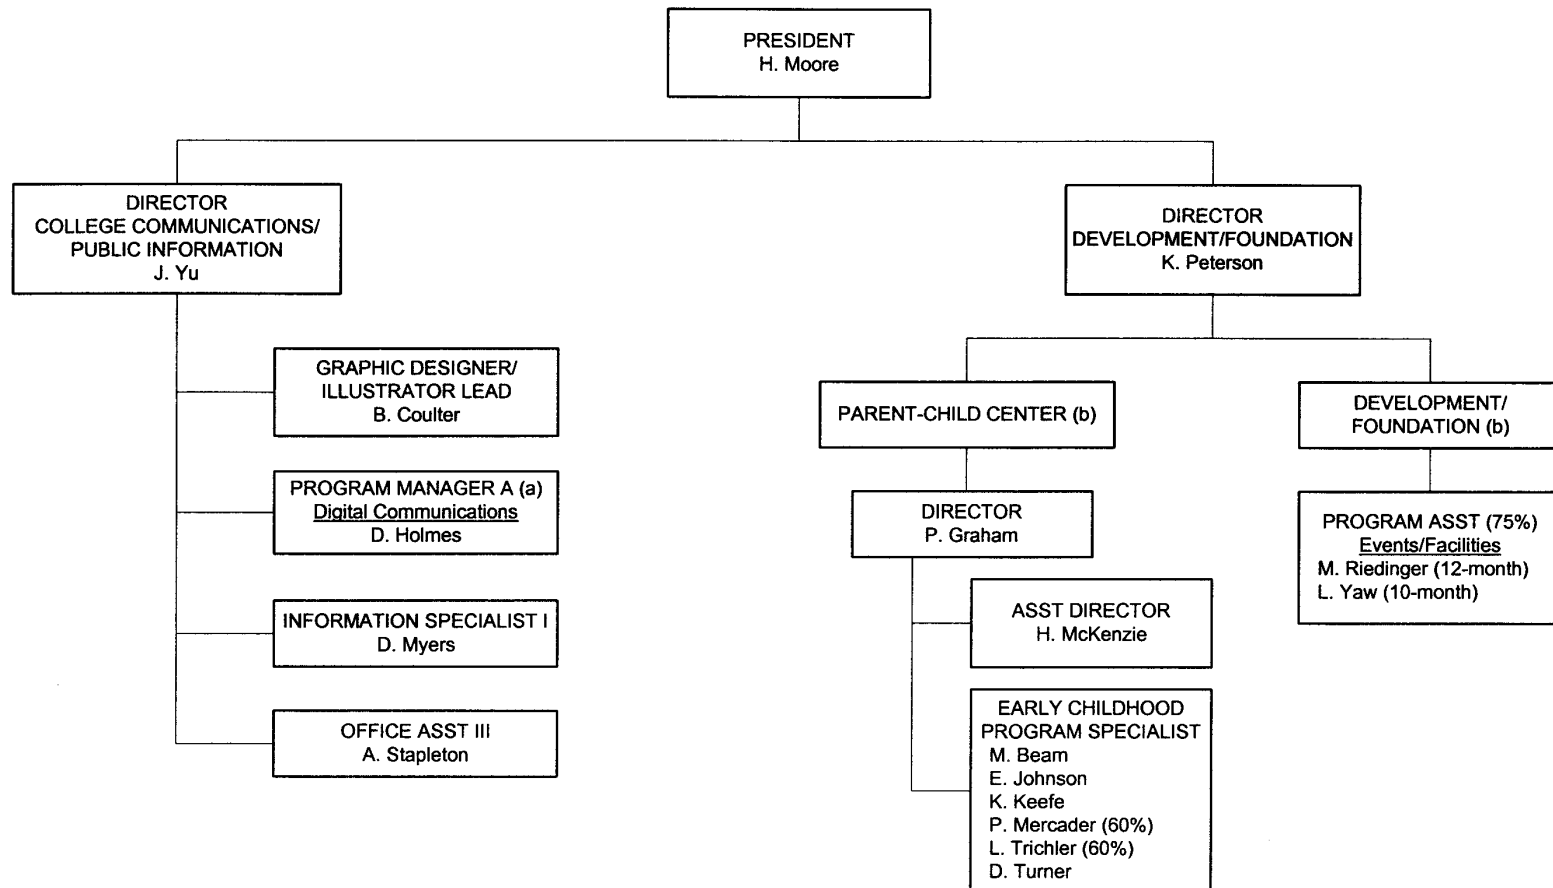 PRESIDENT
H. Moore
DIRECTOR
COLLEGE COMMUNICATIONS/
PUBLIC INFORMATION
J. Yu
GRAPHIC DESIGNER/
ILLUSTRATOR LEAD
B. Coulter
PROGRAM MANAGER A (a)
Digital Communications
D. Holmes
INFORMATION SPECIALIST I
D. Myers
OFFICE ASST III
A. Stapleton
DIRECTOR
DEVELOPMENT/FOUNDATION
K. Peterson
PARENT-CHILD CENTER (b)
DIRECTOR
P. Graham
ASST DIRECTOR
H. McKenzie
EARLY CHILDHOOD
PROGRAM SPECIALIST
M. Beam
E. Johnson
K. Keefe
P. Mercader (60%)
L. Trichler (60%)
D. Turner
DEVELOPMENT/
FOUNDATION (b)
PROGRAM ASST (75%)
Events/Facilities
M. Riedinger (12-month)
L. Yaw (10-month)